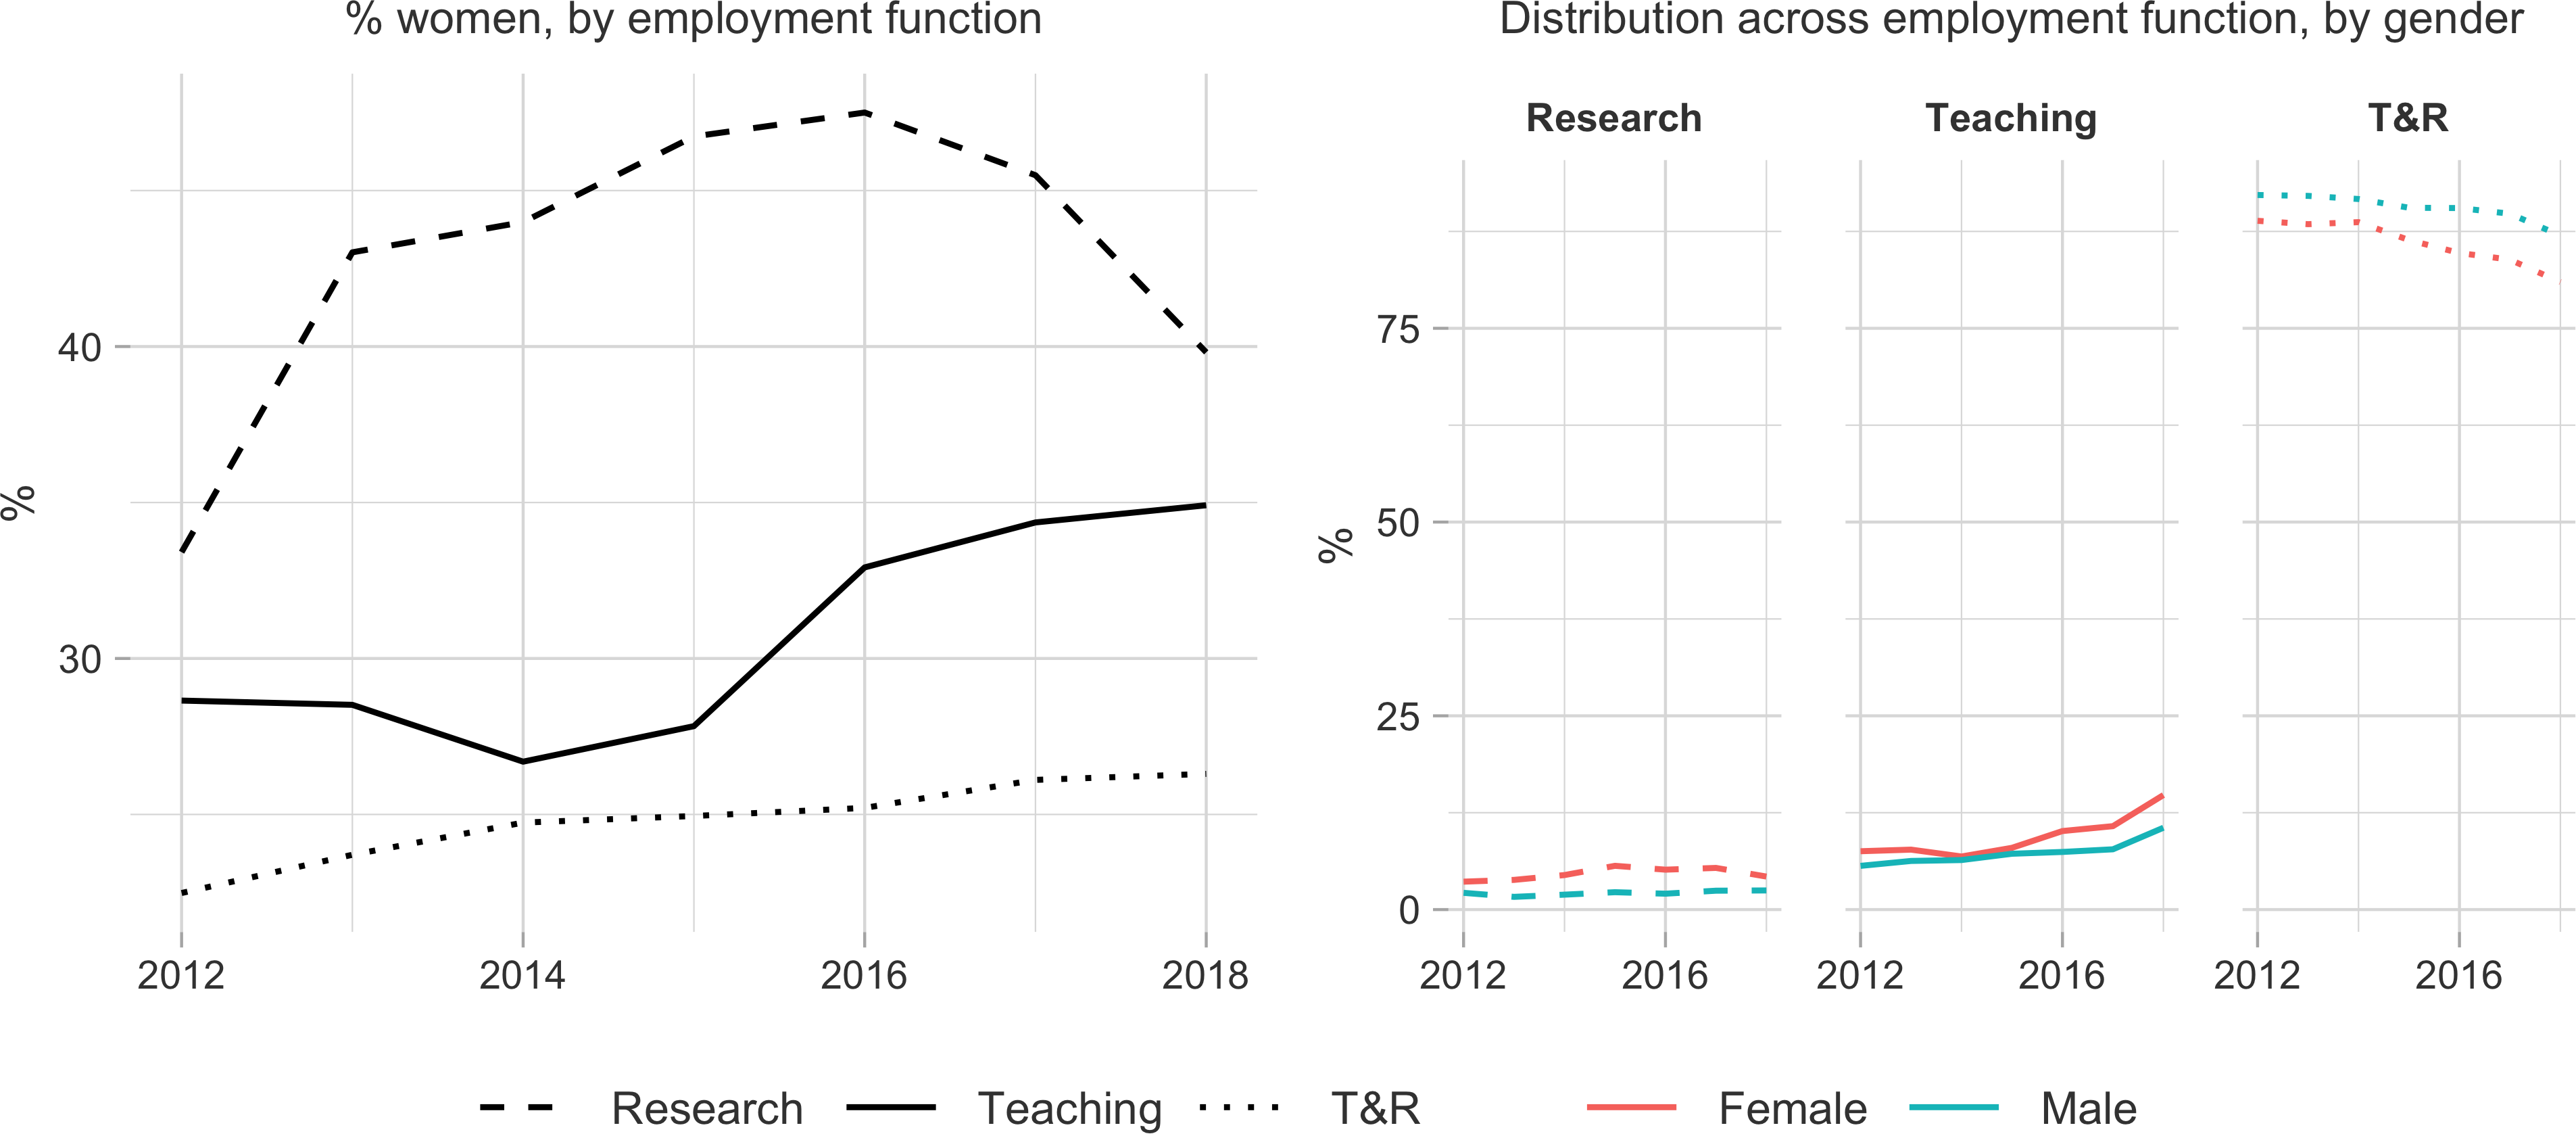 % women, by employment function
40
30
%
2012 2014 2016 2018
Distribution across employment function, by gender
Research Teaching T&R
75
50
25
0
%
2012 2016 2012 2016 2012 2016
Research Teaching T&R Female Male